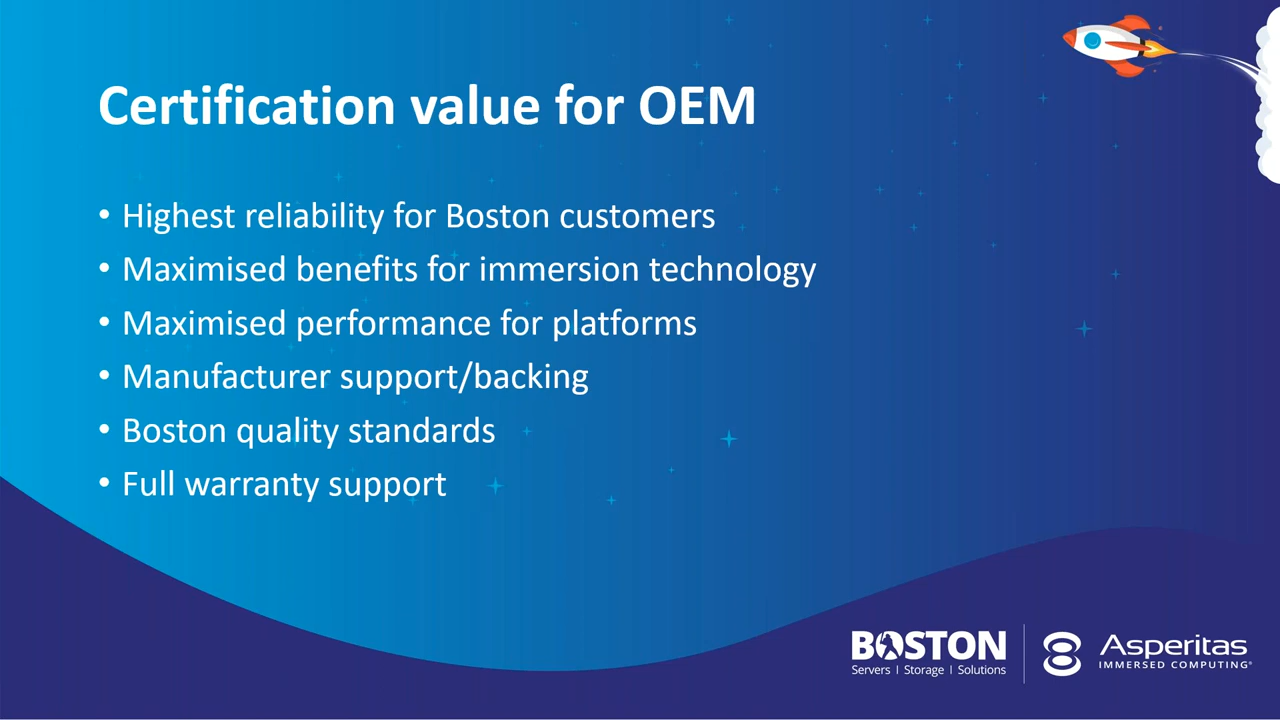 Certification value for OEM
• Highest reliability for Boston customers
• Maximised benefits for immersion technology
• Maximised performance for platforms
• Manufacturer support/backing
• Boston quality standards
• Full warranty support
BOSTON
Servers | Storage | Solutions
Asperitas
IMMERSED COMPUTING®